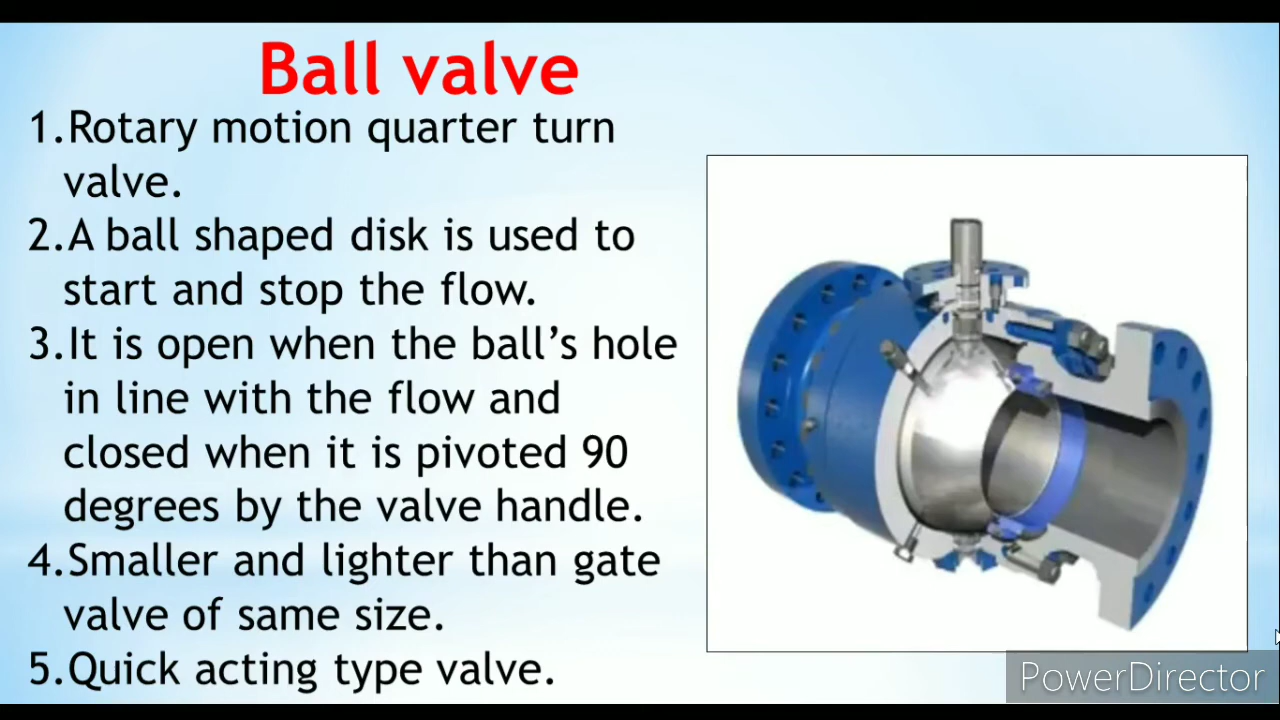 Ball valve
1.Rotary motion quarter turn
valve.
2.A ball shaped disk is used to
start and stop the flow.
3.It is open when the ball’s hole
in line with the flow and
closed when it is pivoted 90
degrees by the valve handle.
4.Smaller and lighter than gate
valve of same size.
5.Quick acting type valve.
PowerDirector